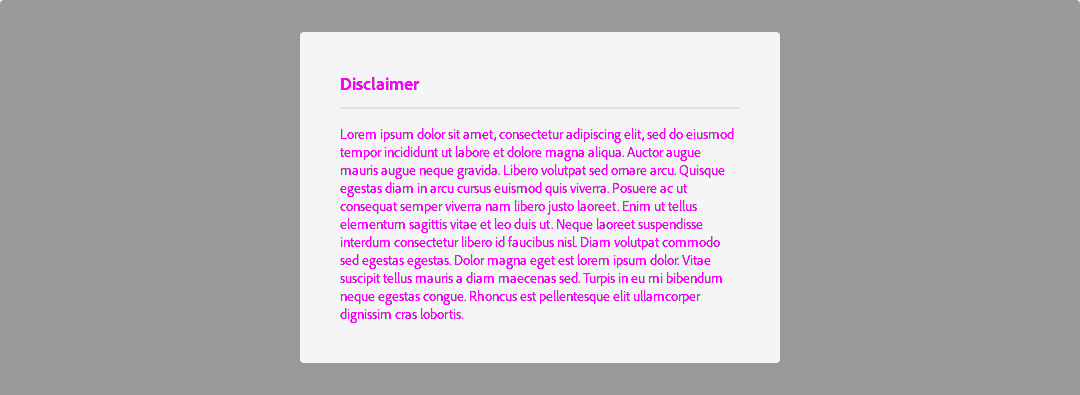 Disclaimer
Lorem ipsum dolor sit amet, consectetur adipiscing elit, sed do eiusmod
tempor incididunt ut labore et dolore magna aliqua. Auctor augue
mauris augue neque gravida. Libero volutpat sed ornare arcu. Quisque
egestas diam in arcu cursus euismod quis viverra. Posuere ac ut
consequat semper viverra nam libero justo laoreet. Enim ut tellus
elementum sagittis vitae et leo duis ut. Neque laoreet suspendisse
interdum consectetur libero id faucibus nisl. Diam volutpat commodo
sed egestas egestas. Dolor magna eget est lorem ipsum dolor. Vitae
suscipit tellus mauris a diam maecenas sed. Turpis in eu mi bibendum
neque egestas congue. Rhoncus est pellentesque elit ullamcorper
dignissim cras lobortis.